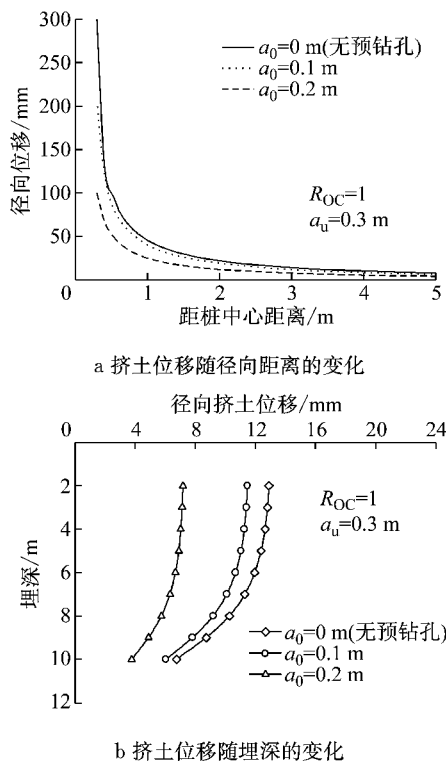 300
250
200
150
100
50
0
1
2
3
4
5
径向位移/mm
a₀=0 m(无预钻孔)
a₀=0.1 m
a₀=0.2 m
R_OC=1
a_u=0.3 m
距桩中心距离/m
a 挤土位移随径向距离的变化
径向挤土位移/mm
0
4
8
12
16
20
24
2
4
6
8
10
12
埋深/m
R_OC=1
a_u=0.3 m
a₀=0 m(无预钻孔)
a₀=0.1 m
a₀=0.2 m
b 挤土位移随埋深的变化